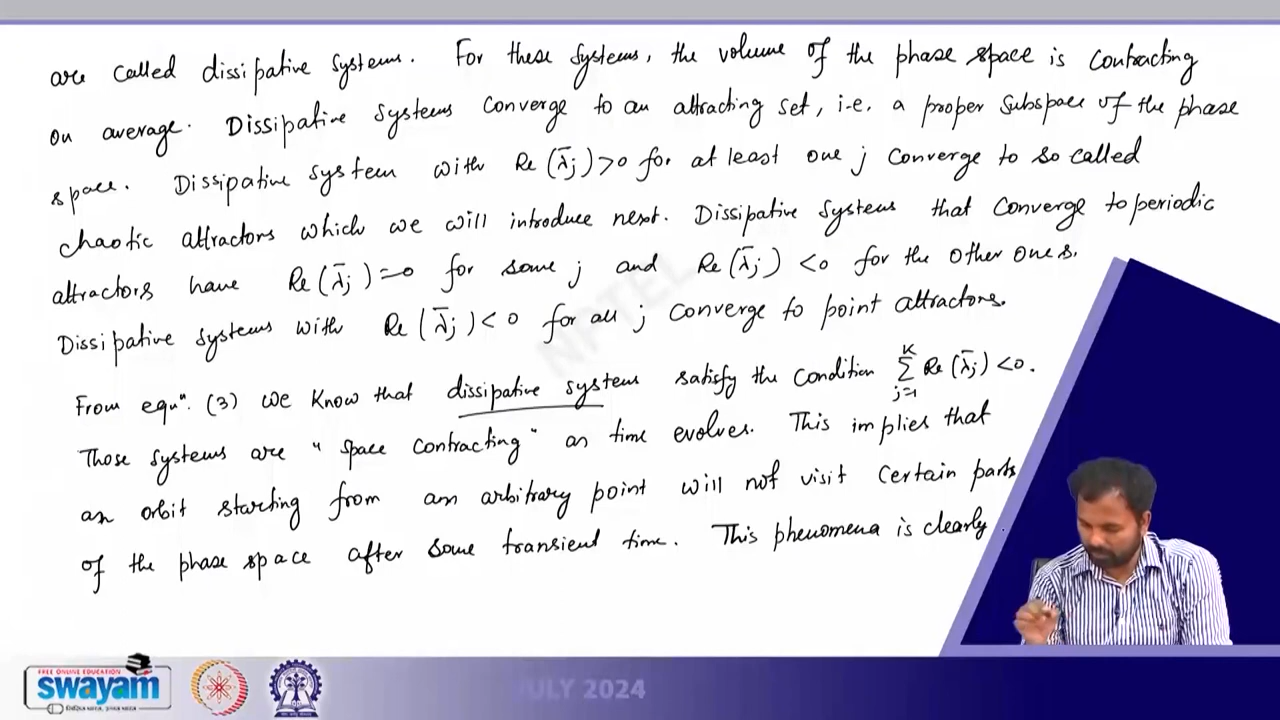 are called dissipative systems. For these systems, the volume of the phase space is contracting
on average. Dissipative systems converge to an attracting set, i.e. a proper subspace of the phase
space. Dissipative system with Re(λ̄j)>0 for at least one j converge to so called
chaotic attractors which we will introduce next. Dissipative systems that converge to periodic
attractors have Re(λ̄j)=0 for some j and Re(λ̄j)<0 for the other ones.
Dissipative systems with Re(λ̄j)<0 for all j converge to point attractors.
From equⁿ. (3) we know that dissipative system satisfy the condition ∑_{j=1}^{K} Re(λ̄j)<0.
Those systems are "space contracting" as time evolves. This implies that
an orbit starting from an arbitrary point will not visit certain parts
of the phase space after some transient time. This phenomena is clearly
NPTEL
FREE ONLINE EDUCATION
swayam
JULY 2024